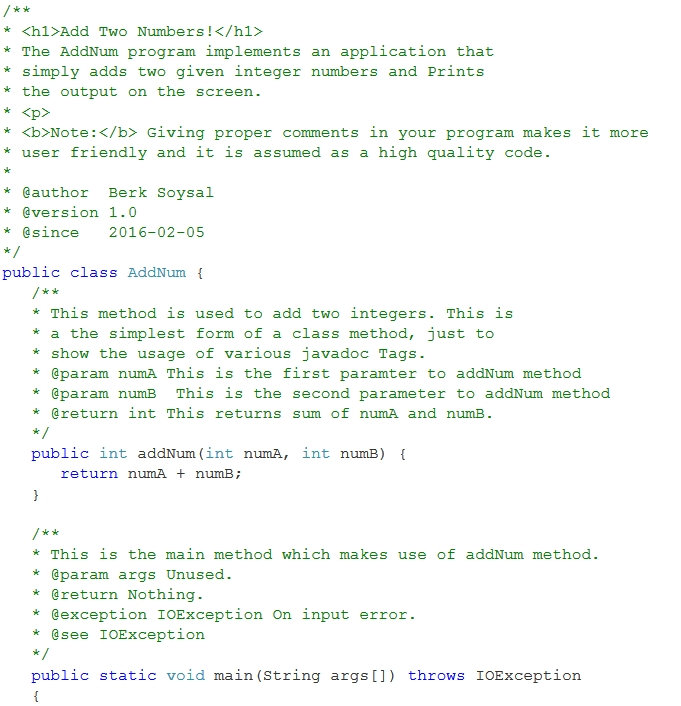 /**
* <h1>Add Two Numbers!</h1>
* The AddNum program implements an application that
* simply adds two given integer numbers and Prints
* the output on the screen.
* <p>
* <b>Note:</b> Giving proper comments in your program makes it more
* user friendly and it is assumed as a high quality code.
*
* @author  Berk Soysal
* @version 1.0
* @since   2016-02-05
*/
public class AddNum {
   /**
   * This method is used to add two integers. This is
   * a the simplest form of a class method, just to
   * show the usage of various javadoc Tags.
   * @param numA This is the first paramter to addNum method
   * @param numB  This is the second parameter to addNum method
   * @return int This returns sum of numA and numB.
   */
   public int addNum(int numA, int numB) {
      return numA + numB;
   }

   /**
   * This is the main method which makes use of addNum method.
   * @param args Unused.
   * @return Nothing.
   * @exception IOException On input error.
   * @see IOException
   */
   public static void main(String args[]) throws IOException
   {